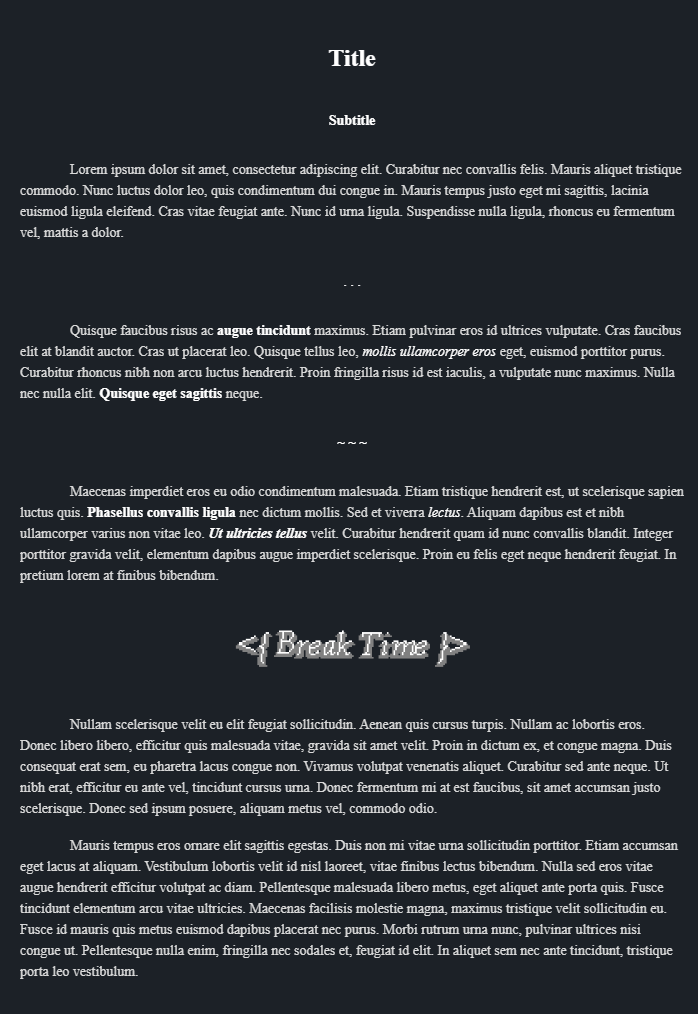 Title
Subtitle
Lorem ipsum dolor sit amet, consectetur adipiscing elit. Curabitur nec convallis felis. Mauris aliquet tristique
commodo. Nunc luctus dolor leo, quis condimentum dui congue in. Mauris tempus justo eget mi sagittis, lacinia
euismod ligula eleifend. Cras vitae feugiat ante. Nunc id urna ligula. Suspendisse nulla ligula, rhoncus eu fermentum
vel, mattis a dolor.
. . .
Quisque faucibus risus ac augue tincidunt maximus. Etiam pulvinar eros id ultrices vulputate. Cras faucibus
elit at blandit auctor. Cras ut placerat leo. Quisque tellus leo, mollis ullamcorper eros eget, euismod porttitor purus.
Curabitur rhoncus nibh non arcu luctus hendrerit. Proin fringilla risus id est iaculis, a vulputate nunc maximus. Nulla
nec nulla elit. Quisque eget sagittis neque.
~ ~ ~
Maecenas imperdiet eros eu odio condimentum malesuada. Etiam tristique hendrerit est, ut scelerisque sapien
luctus quis. Phasellus convallis ligula nec dictum mollis. Sed et viverra lectus. Aliquam dapibus est et nibh
ullamcorper varius non vitae leo. Ut ultricies tellus velit. Curabitur hendrerit quam id nunc convallis blandit. Integer
porttitor gravida velit, elementum dapibus augue imperdiet scelerisque. Proin eu felis eget neque hendrerit feugiat. In
pretium lorem at finibus bibendum.
<{ Break Time }>
Nullam scelerisque velit eu elit feugiat sollicitudin. Aenean quis cursus turpis. Nullam ac lobortis eros.
Donec libero libero, efficitur quis malesuada vitae, gravida sit amet velit. Proin in dictum ex, et congue magna. Duis
consequat erat sem, eu pharetra lacus congue non. Vivamus volutpat venenatis aliquet. Curabitur sed ante neque. Ut
nibh erat, efficitur eu ante vel, tincidunt cursus urna. Donec fermentum mi at est faucibus, sit amet accumsan justo
scelerisque. Donec sed ipsum posuere, aliquam metus vel, commodo odio.
Mauris tempus eros ornare elit sagittis egestas. Duis non mi vitae urna sollicitudin porttitor. Etiam accumsan
eget lacus at aliquam. Vestibulum lobortis velit id nisl laoreet, vitae finibus lectus bibendum. Nulla sed eros vitae
augue hendrerit efficitur volutpat ac diam. Pellentesque malesuada libero metus, eget aliquet ante porta quis. Fusce
tincidunt elementum arcu vitae ultricies. Maecenas facilisis molestie magna, maximus tristique velit sollicitudin eu.
Fusce id mauris quis metus euismod dapibus placerat nec purus. Morbi rutrum urna nunc, pulvinar ultrices nisi
congue ut. Pellentesque nulla enim, fringilla nec sodales et, feugiat id elit. In aliquet sem nec ante tincidunt, tristique
porta leo vestibulum.